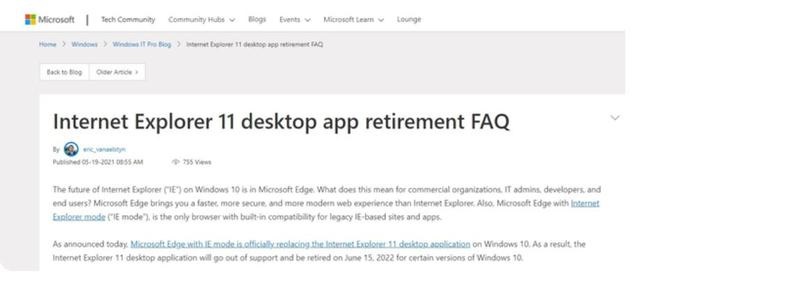 Microsoft | Tech Community Community Hubs Blogs Events Microsoft Learn Lounge
Home > Windows > Windows IT Pro Blog > Internet Explorer 11 desktop app retirement FAQ
Back to Blog Older Article >
Internet Explorer 11 desktop app retirement FAQ
By eric_vanaelstyn
Published 05-19-2021 08:55 AM 755 Views
The future of Internet Explorer ("IE") on Windows 10 is in Microsoft Edge. What does this mean for commercial organizations, IT admins, developers, and
end users? Microsoft Edge brings you a faster, more secure, and more modern web experience than Internet Explorer. Also, Microsoft Edge with Internet
Explorer mode ("IE mode"), is the only browser with built-in compatibility for legacy IE-based sites and apps.
As announced today, Microsoft Edge with IE mode is officially replacing the Internet Explorer 11 desktop application on Windows 10. As a result, the
Internet Explorer 11 desktop application will go out of support and be retired on June 15, 2022 for certain versions of Windows 10.